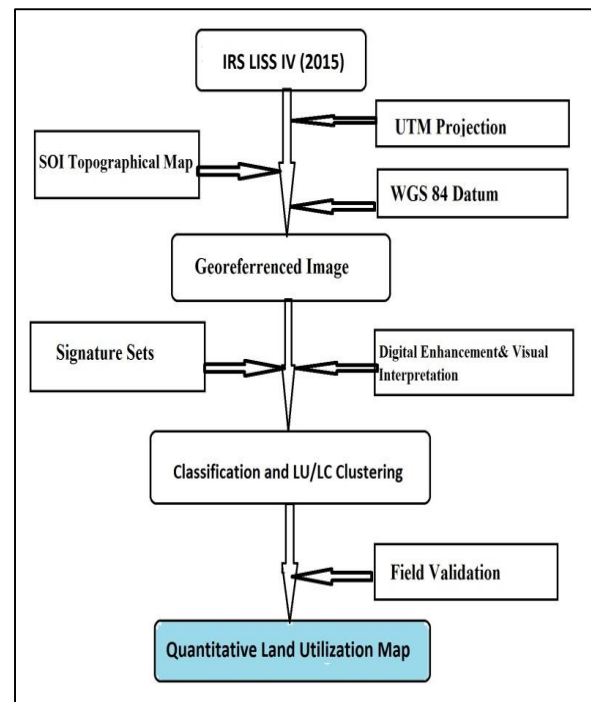 IRS LISS IV (2015)
UTM Projection
SOI Topographical Map
WGS 84 Datum
Georeferrenced Image
Signature Sets
Digital Enhancement& Visual
Interpretation
Classification and LU/LC Clustering
Field Validation
Quantitative Land Utilization Map